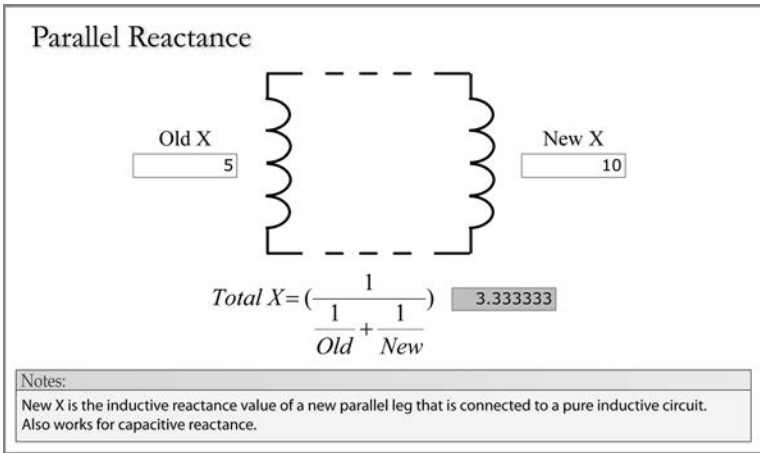 Parallel Reactance
Old X
5
New X
10
Total X= ( 1 / ( 1 / Old + 1 / New ) )
3.333333
Notes:
New X is the inductive reactance value of a new parallel leg that is connected to a pure inductive circuit.
Also works for capacitive reactance.